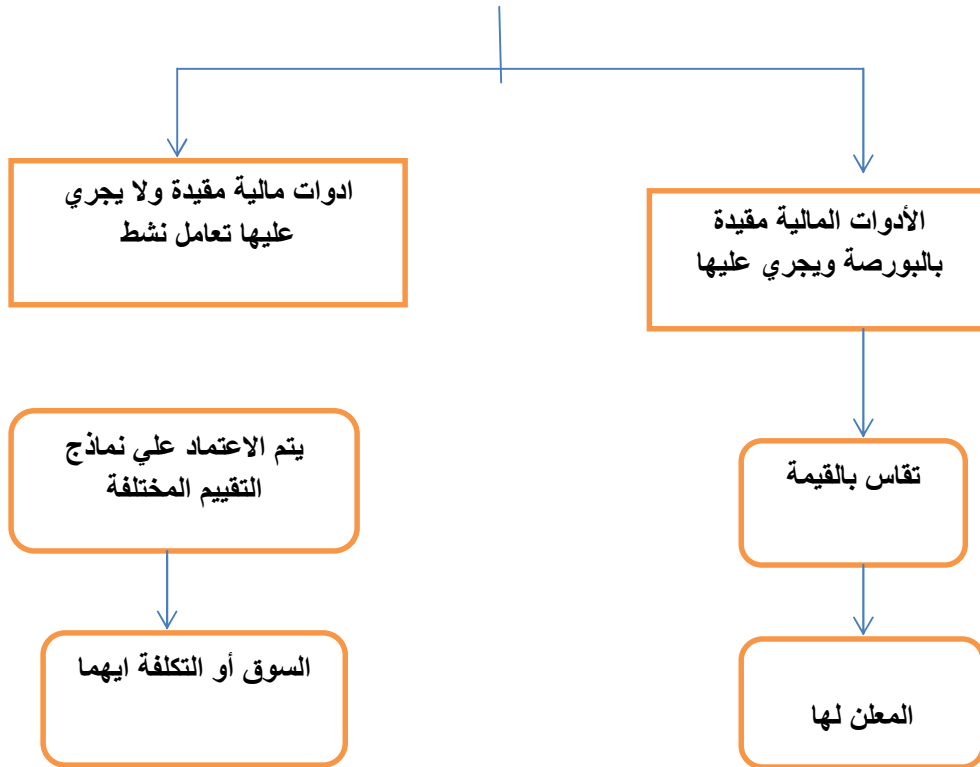 الأدوات المالية مقيدة
بالبورصة ويجري عليها
تقاس بالقيمة
المعلن لها
ادوات مالية مقيدة ولا يجري
عليها تعامل نشط
يتم الاعتماد علي نماذج
التقييم المختلفة
السوق أو التكلفة ايهما